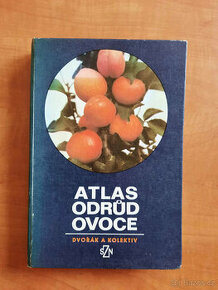 ATLAS
ODRŮD
OVOCE
DVOŘÁK A KOLEKTIV
SZN